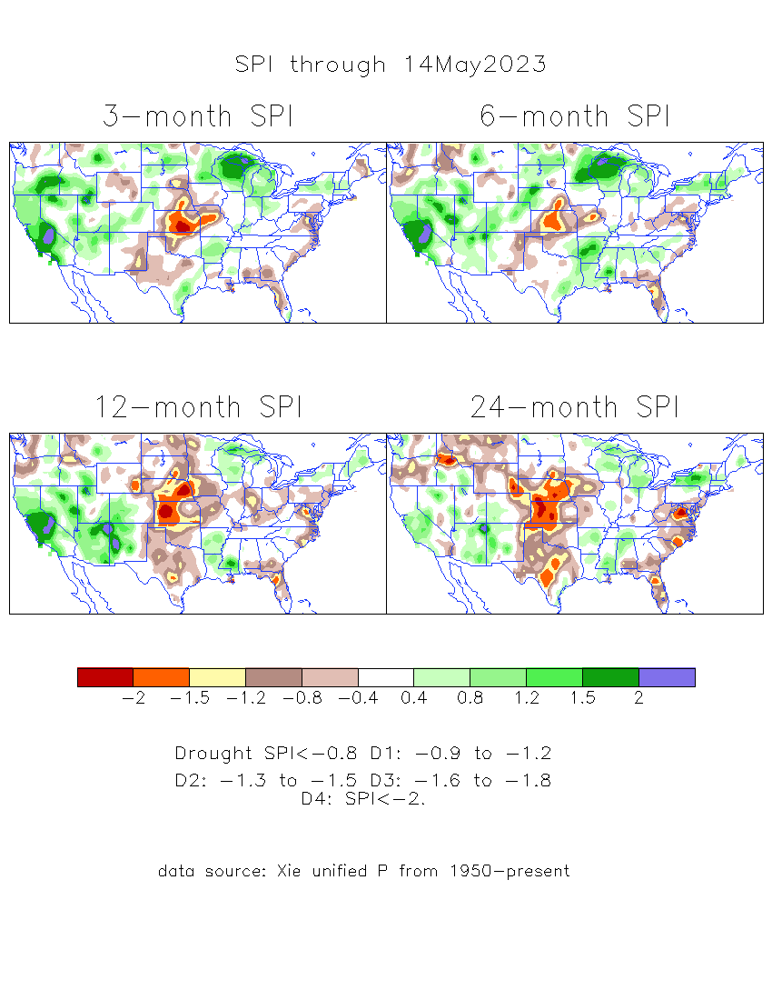 SPI through 14May2023
3-month SPI
6-month SPI
12-month SPI
24-month SPI
-2 -1.5 -1.2 -0.8 -0.4 0.4 0.8 1.2 1.5 2
Drought SPI<-0.8 D1: -0.9 to -1.2
D2: -1.3 to -1.5 D3: -1.6 to -1.8
D4: SPI<-2.
data source: Xie unified P from 1950-present